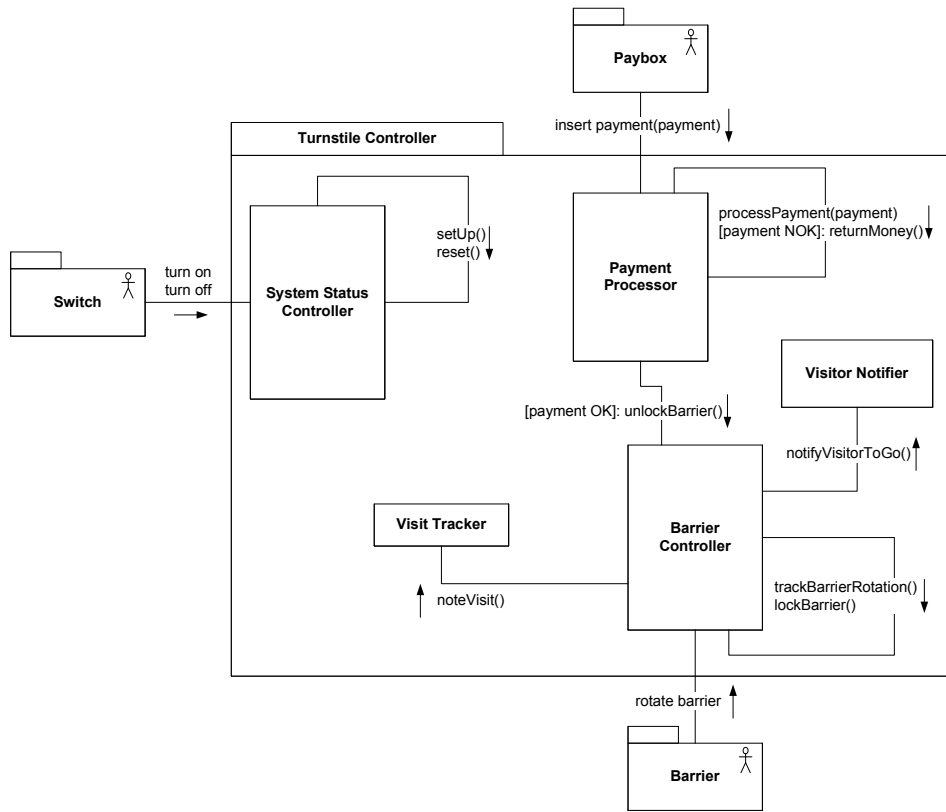 Paybox
insert payment(payment)
Turnstile Controller
processPayment(payment)
[payment NOK]: returnMoney()
setUp()
reset()
Payment
Processor
turn on
turn off
Switch
System Status
Controller
Visitor Notifier
[payment OK]: unlockBarrier()
notifyVisitorToGo()
Visit Tracker
Barrier
Controller
trackBarrierRotation()
lockBarrier()
noteVisit()
rotate barrier
Barrier